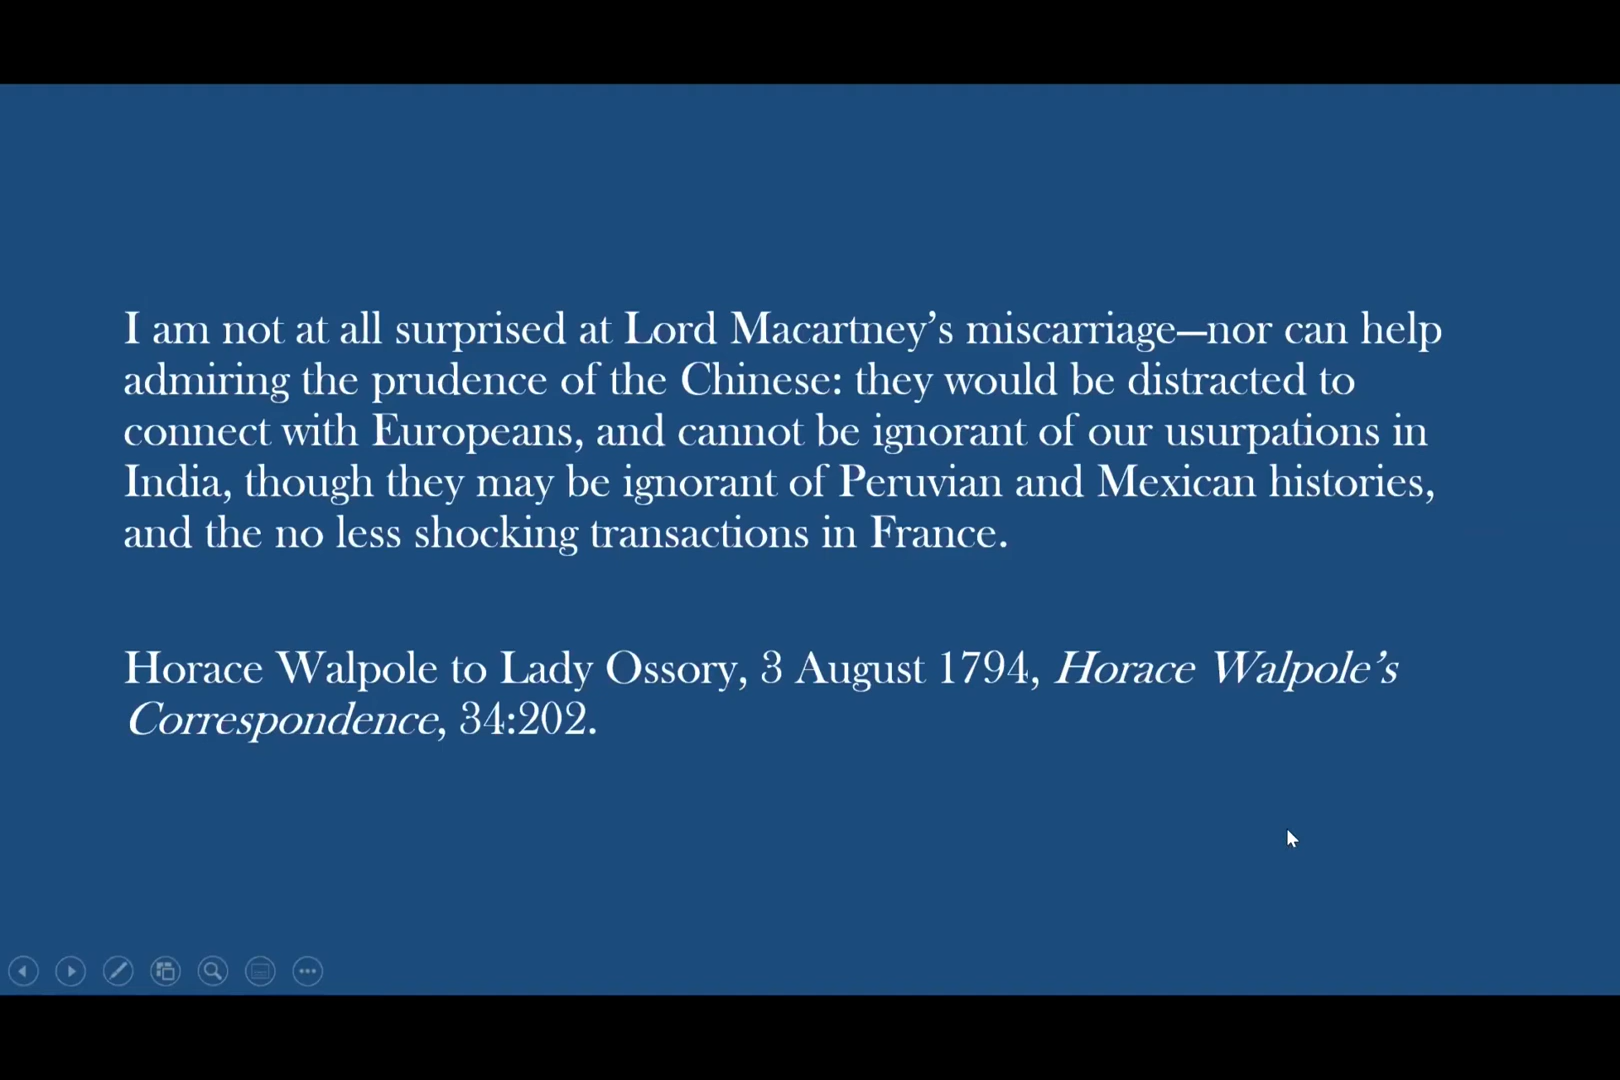 I am not at all surprised at Lord Macartney’s miscarriage—nor can help
admiring the prudence of the Chinese: they would be distracted to
connect with Europeans, and cannot be ignorant of our usurpations in
India, though they may be ignorant of Peruvian and Mexican histories,
and the no less shocking transactions in France.
Horace Walpole to Lady Ossory, 3 August 1794, Horace Walpole’s
Correspondence, 34:202.